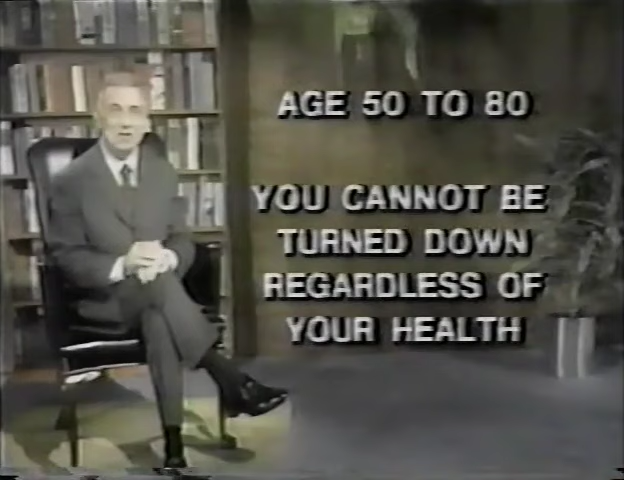 AGE 50 TO 80
YOU CANNOT BE
TURNED DOWN
REGARDLESS OF
YOUR HEALTH